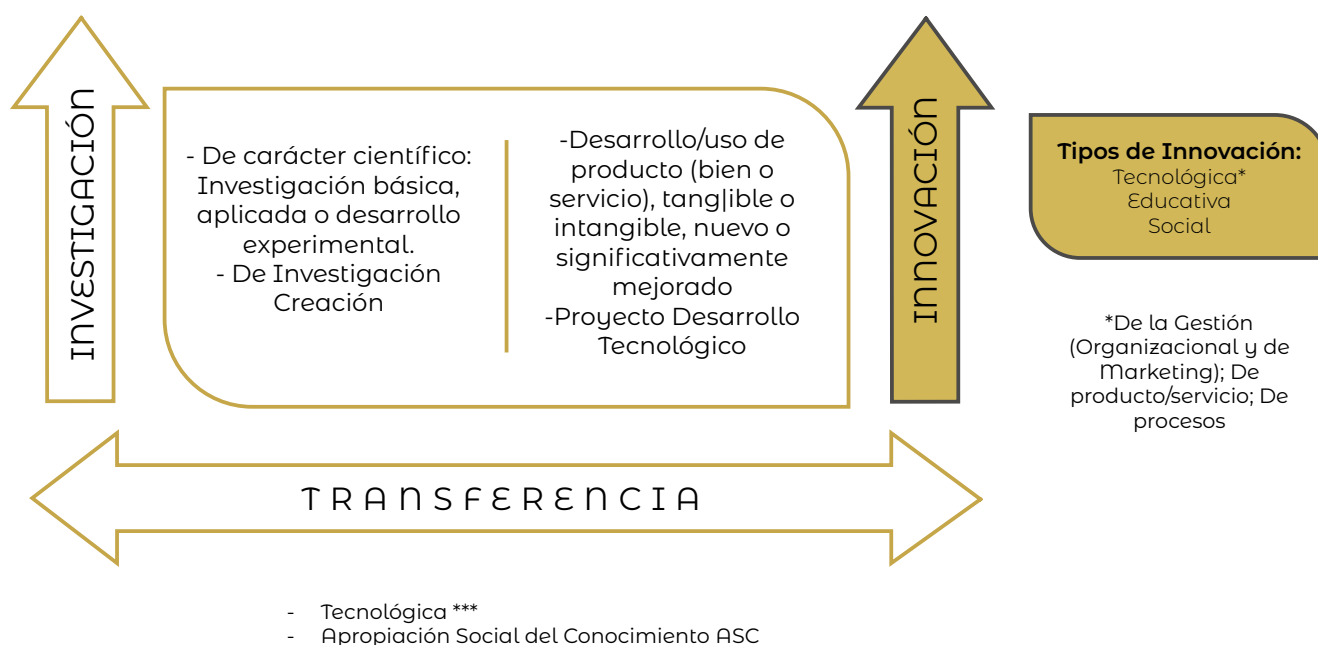 INVESTIGACIÓN
- De carácter científico:
Investigación básica,
aplicada o desarrollo
experimental.
- De Investigación
Creación
-Desarrollo/uso de
producto (bien o
servicio), tang|ible o
intangible, nuevo o
significativamente
mejorado
-Proyecto Desarrollo
Tecnológico
INNOVACIÓN
Tipos de Innovación:
Tecnológica*
Educativa
Social
*De la Gestión
(Organizacional y de
Marketing); De
producto/servicio; De
procesos
TRANSFERENCIA
- Tecnológica ***
- Apropiación Social del Conocimiento ASC